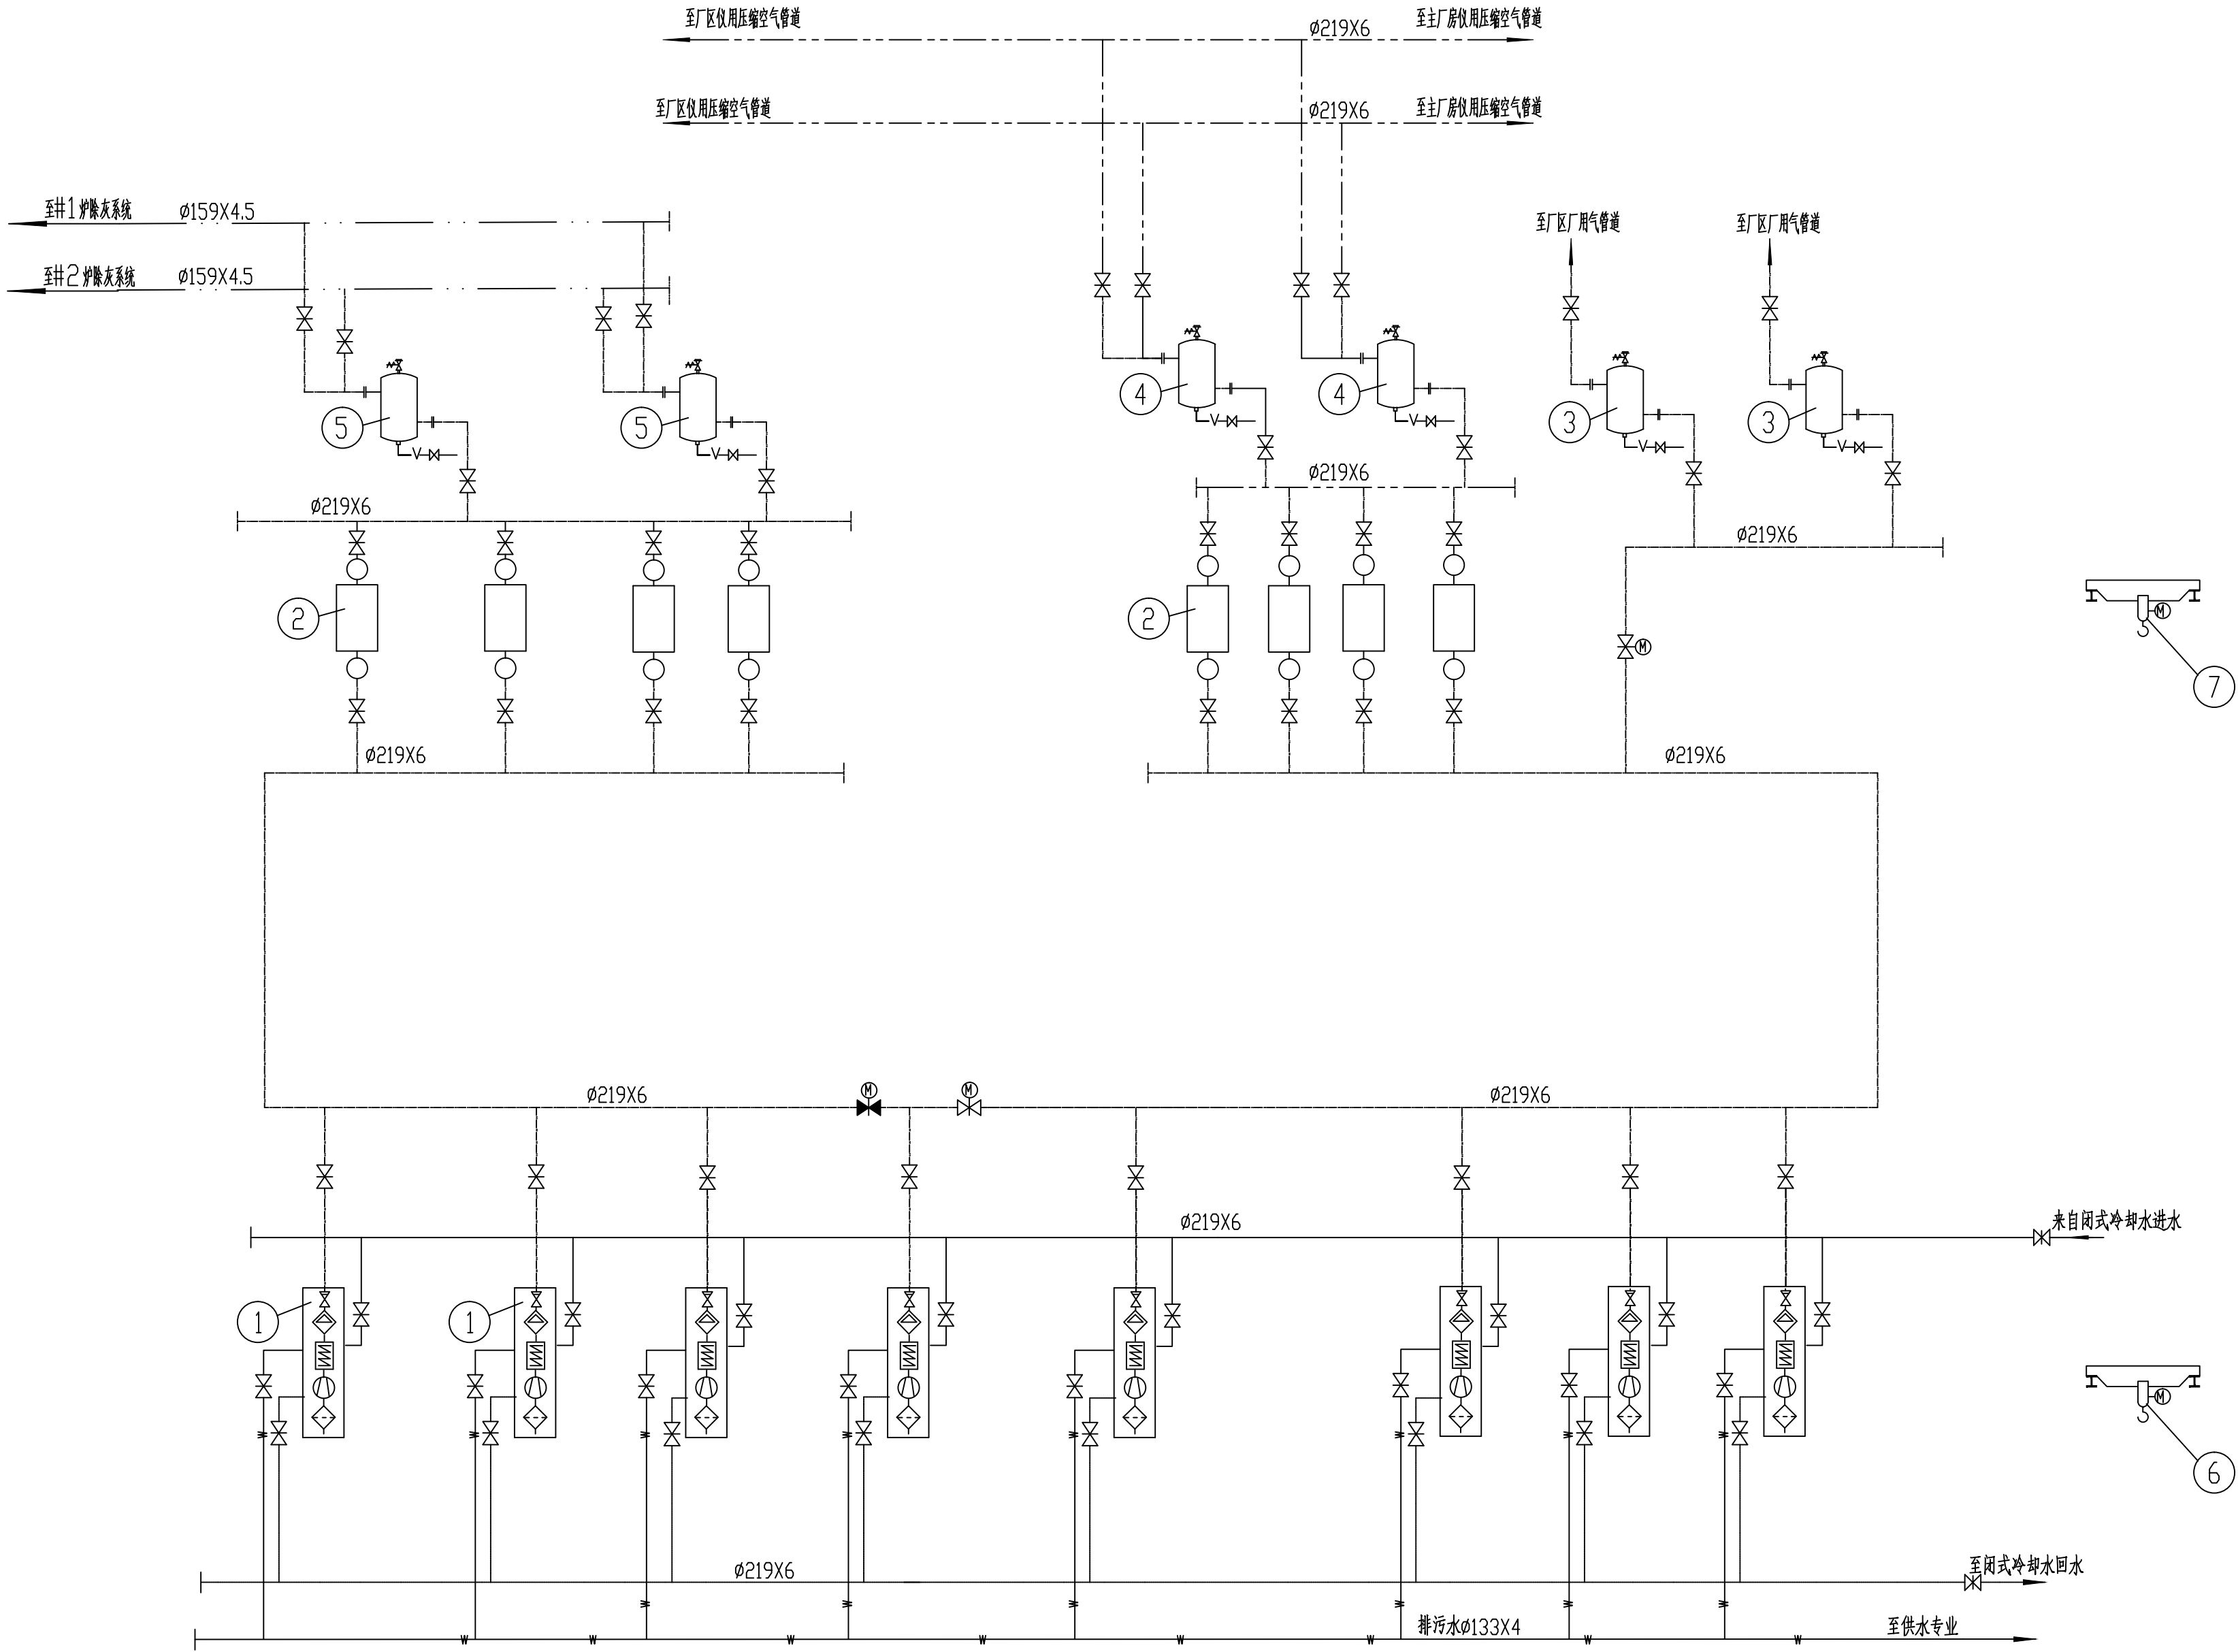 至厂区仪用压缩空气管道
ø219X6
至主厂房仪用压缩空气管道
至厂区仪用压缩空气管道
ø219X6
至主厂房仪用压缩空气管道
至#1炉除灰系统
ø159X4.5
至#2炉除灰系统
ø159X4.5
至厂区厂用气管道
至厂区厂用气管道
5
5
4
4
3
3
V
V
V
V
V
V
ø219X6
ø219X6
ø219X6
2
2
M
M
7
ø219X6
ø219X6
ø219X6
M
M
ø219X6
ø219X6
来自闭式冷却水进水
1
1
M
6
ø219X6
至闭式冷却水回水
排污水ø133X4
至供水专业
W
W
W
W
W
W
W
W